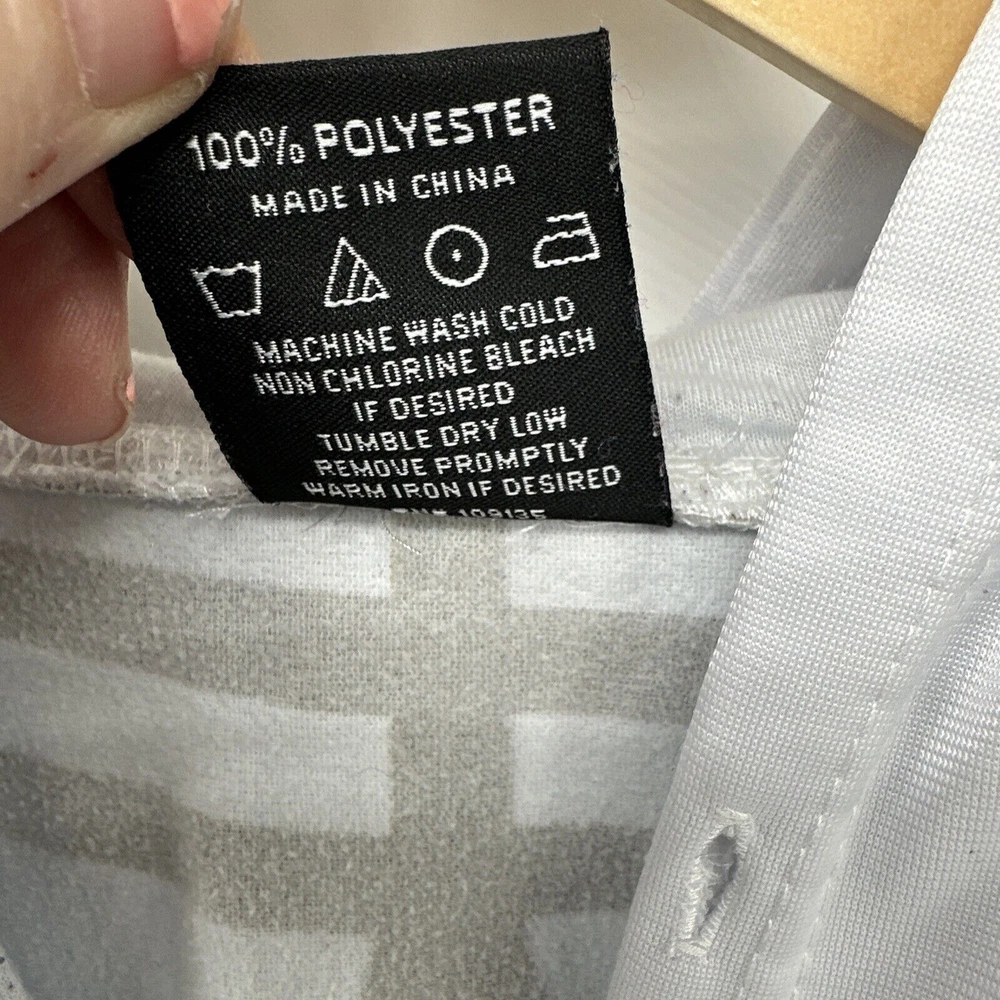 100% POLYESTER
MADE IN CHINA
MACHINE WASH COLD
NON CHLORINE BLEACH
IF DESIRED
TUMBLE DRY LOW
REMOVE PROMPTLY
WARM IRON IF DESIRED
109135